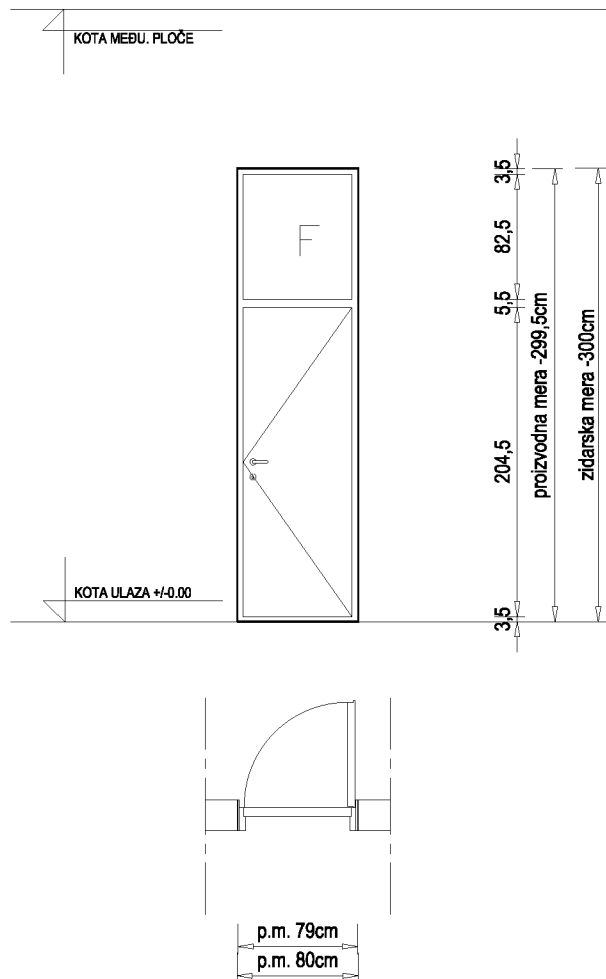 KOTA MEĐU. PLOČE
F
3,5
82,5
5,5
204,5
3,5
proizvodna mera -299,5cm
zidarska mera -300cm
KOTA ULAZA +/-0.00
p.m. 79cm
p.m. 80cm